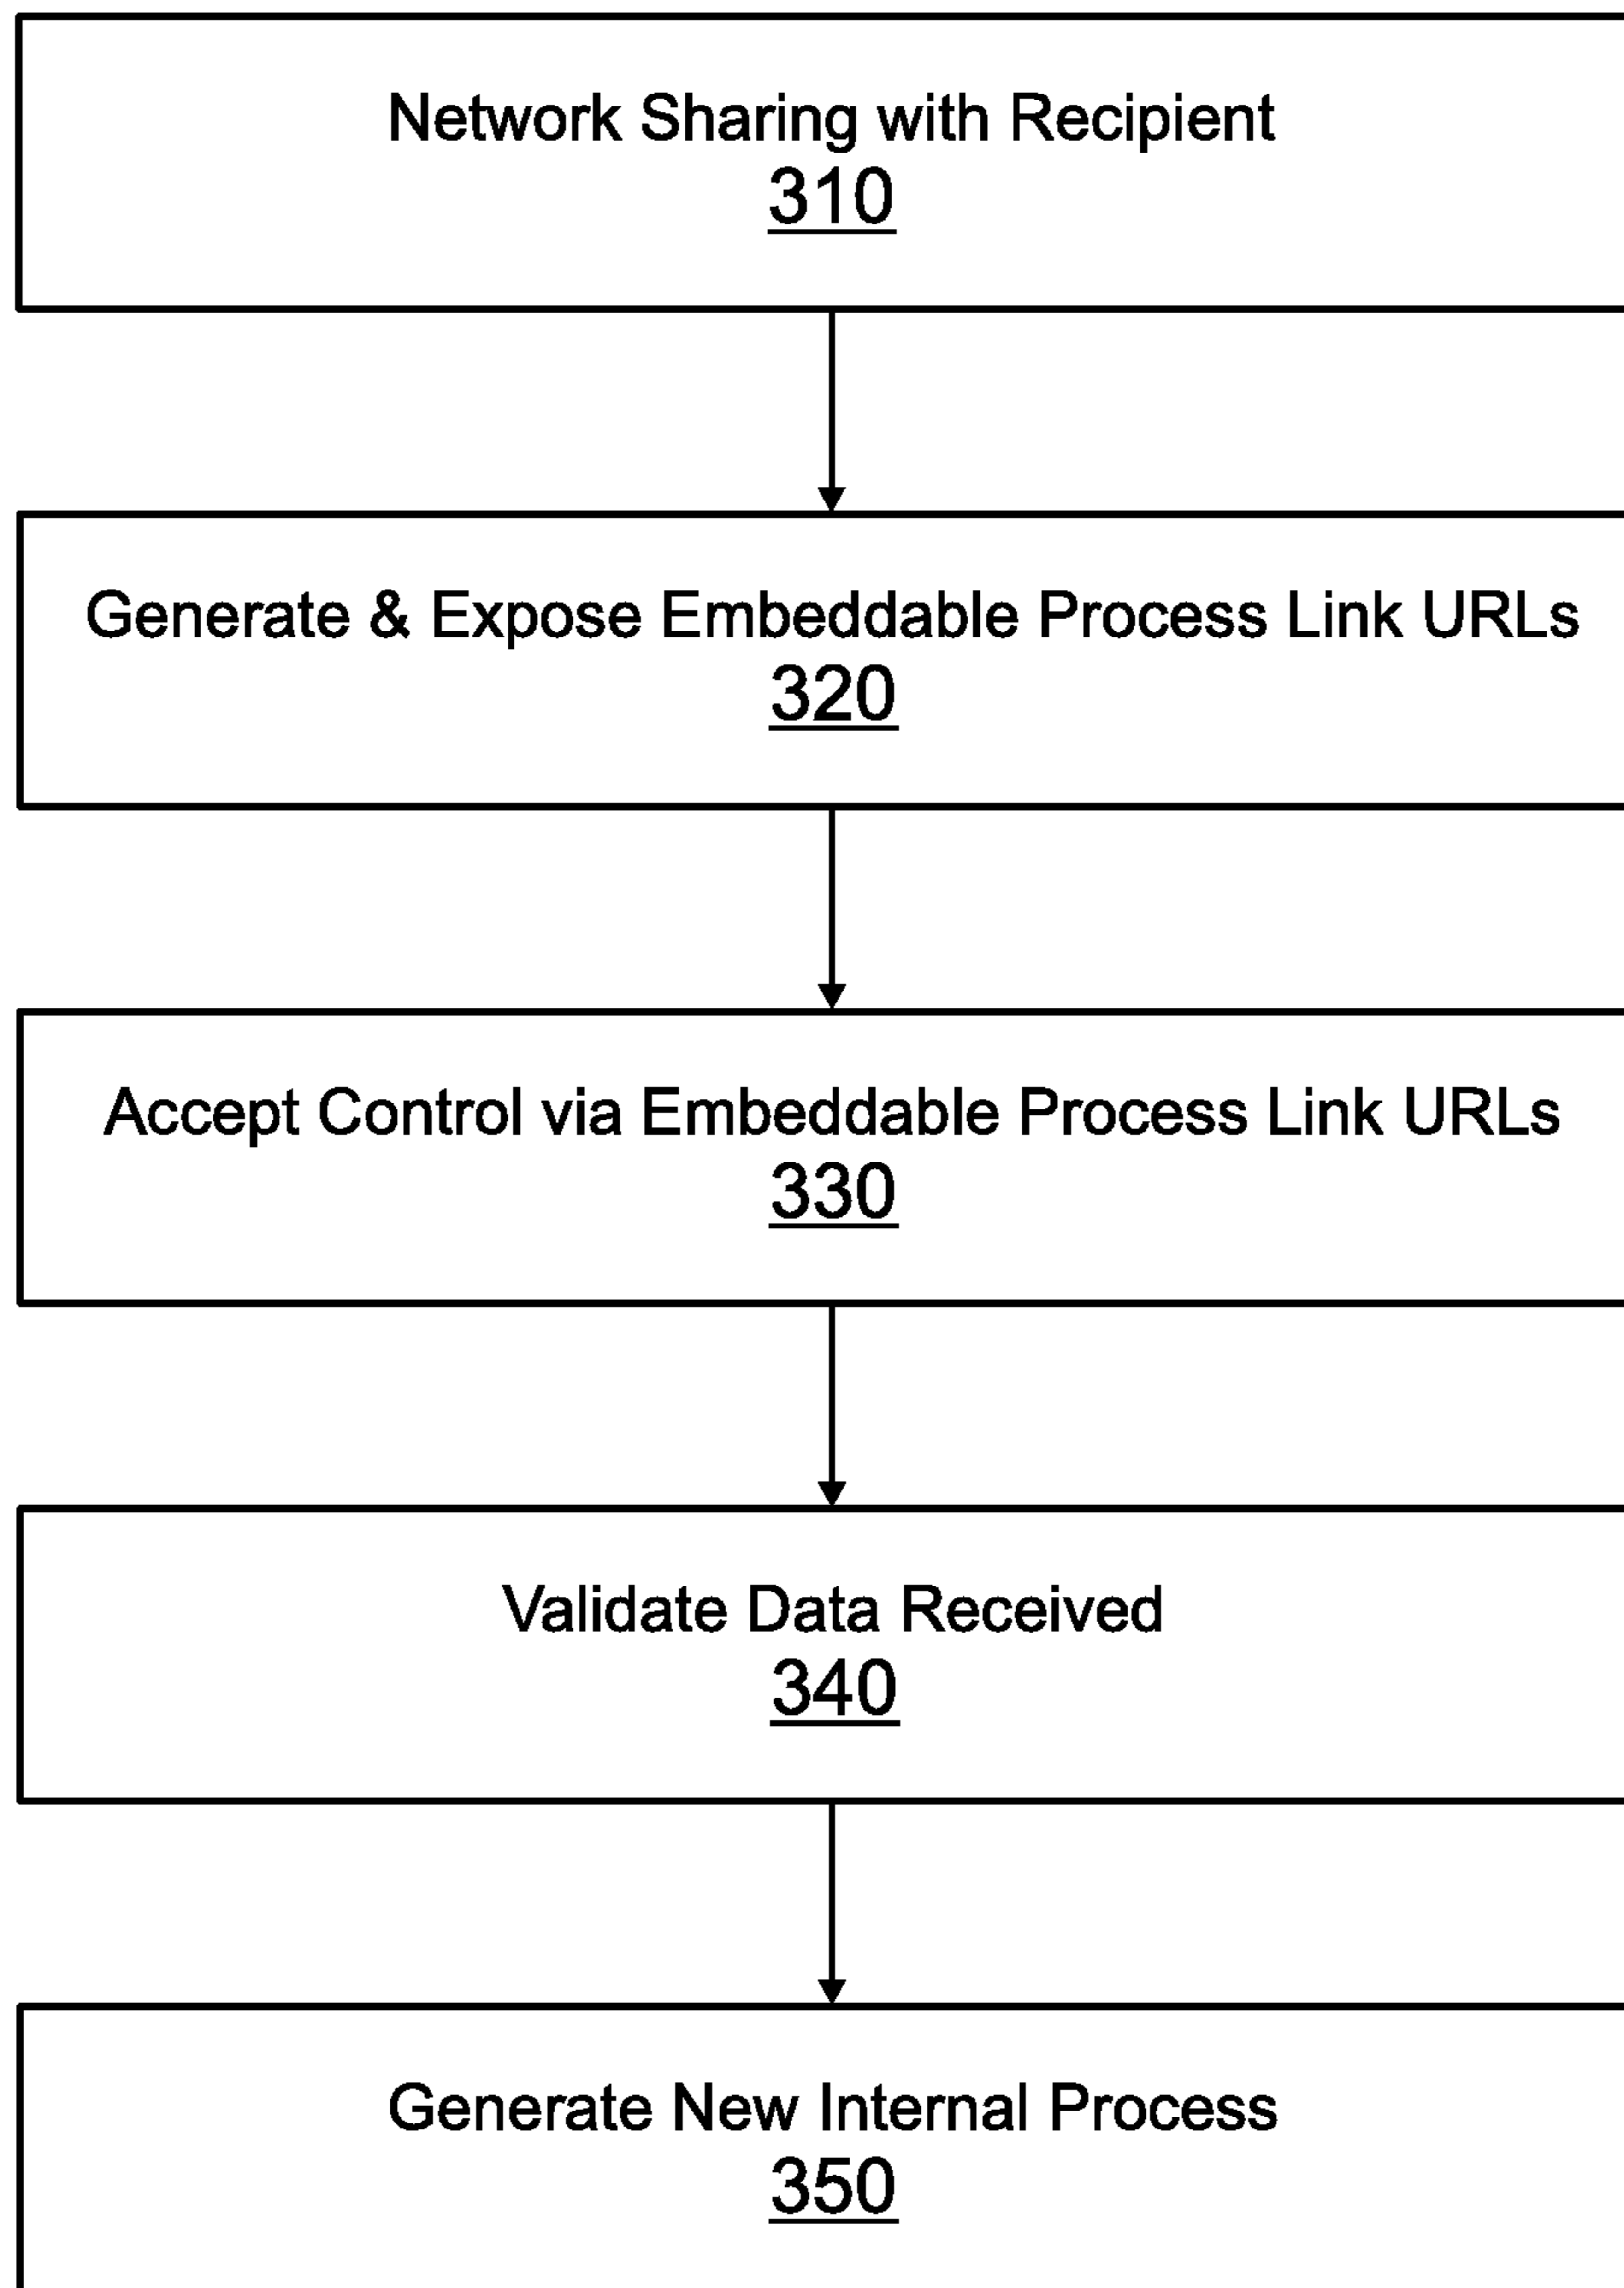 Network Sharing with Recipient
310
Generate & Expose Embeddable Process Link URLs
320
Accept Control via Embeddable Process Link URLs
330
Validate Data Received
340
Generate New Internal Process
350